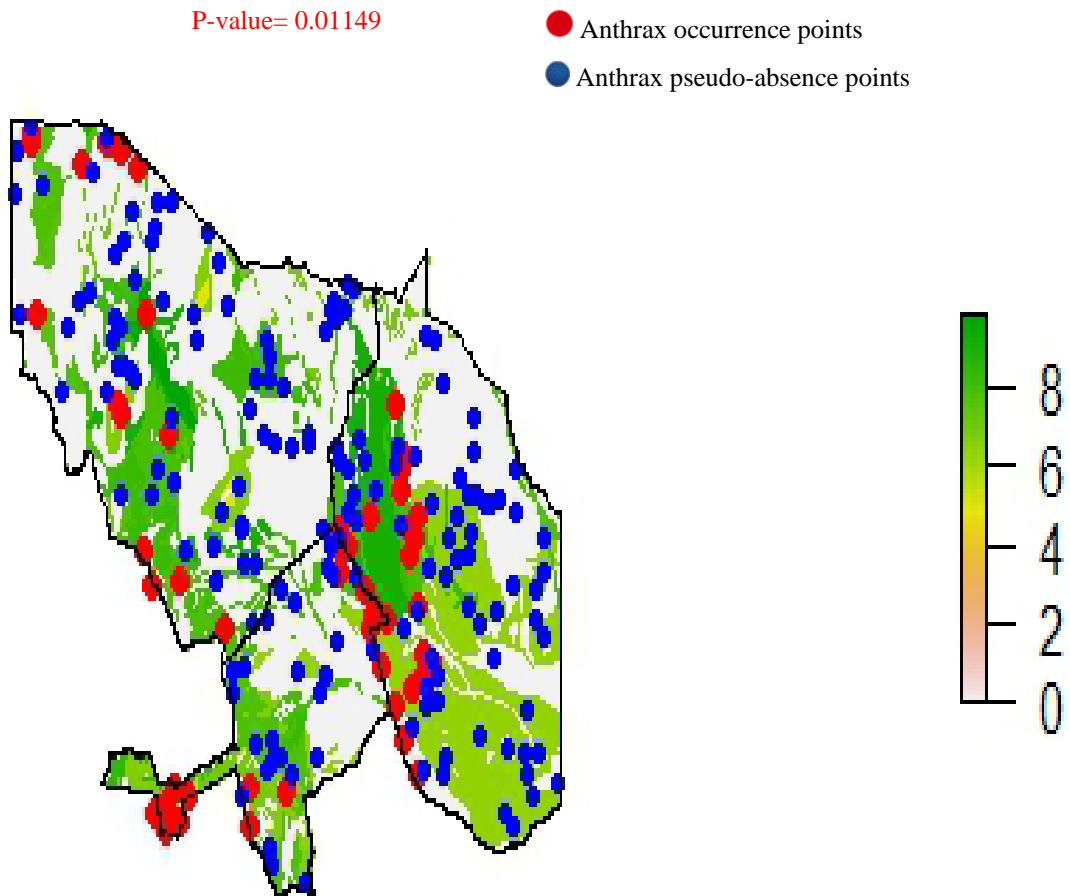 P-value= 0.01149
Anthrax occurrence points
Anthrax pseudo-absence points
8
6
4
2
0